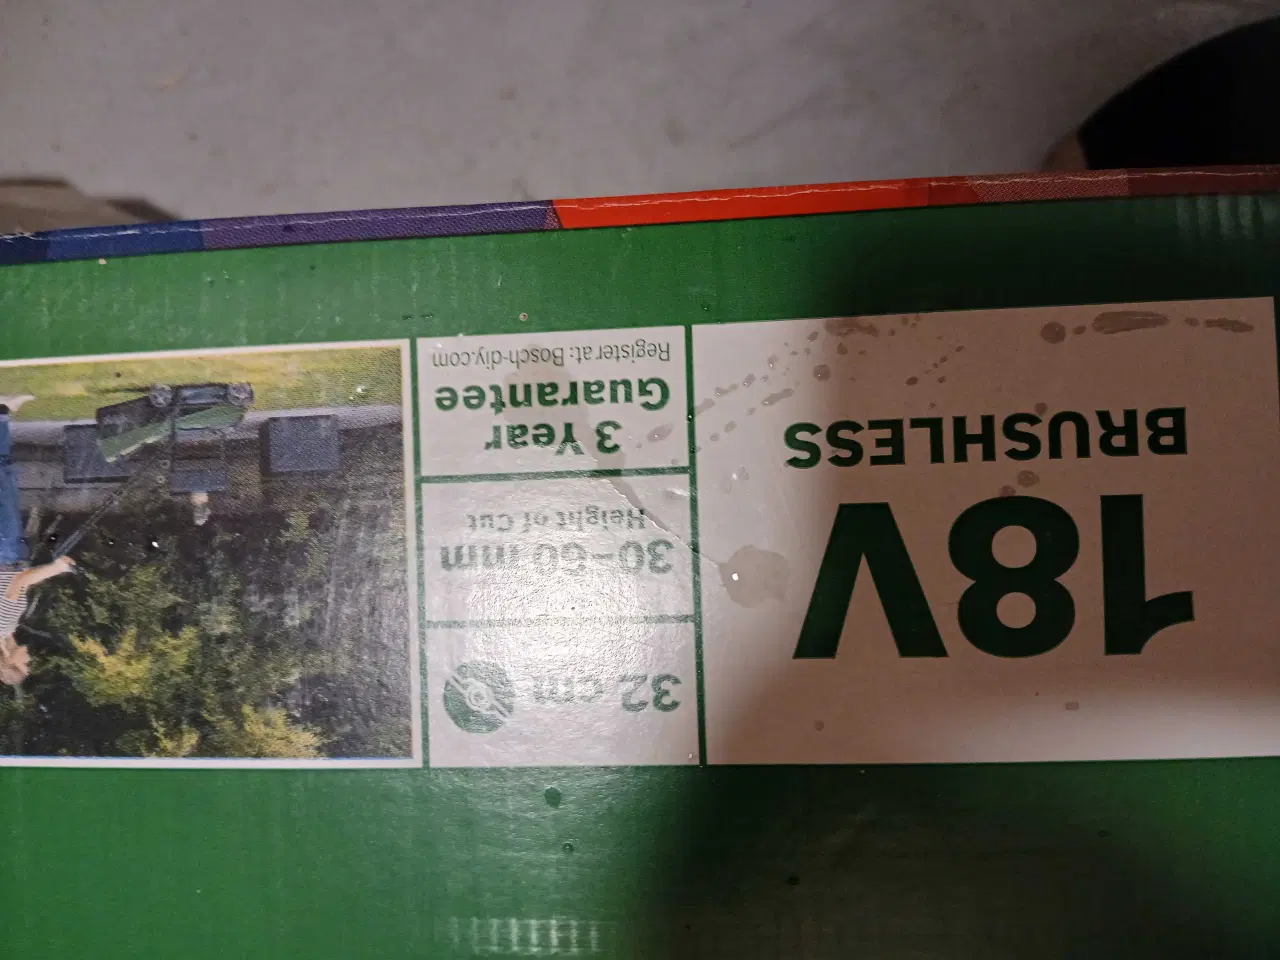 18V
BRUSHLESS
32 cm
30–60 mm
Height of Cut
3 Year
Guarantee
Register at: Bosch-diy.com